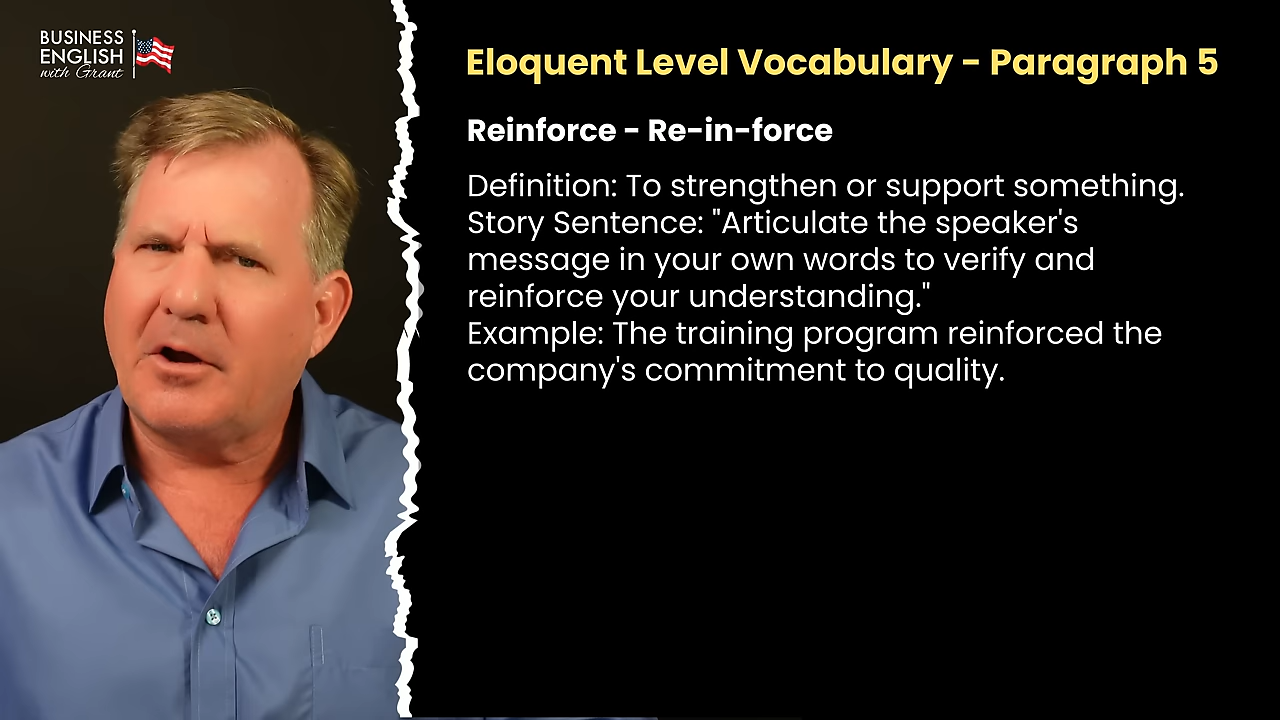 BUSINESS
ENGLISH
with Grant
Eloquent Level Vocabulary - Paragraph 5
Reinforce - Re-in-force
Definition: To strengthen or support something.
Story Sentence: "Articulate the speaker's
message in your own words to verify and
reinforce your understanding."
Example: The training program reinforced the
company's commitment to quality.